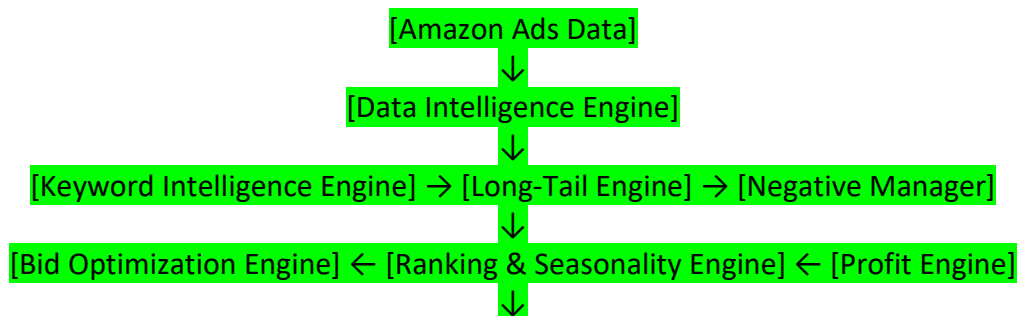 [Amazon Ads Data]
↓
[Data Intelligence Engine]
↓
[Keyword Intelligence Engine] → [Long-Tail Engine] → [Negative Manager]
↓
[Bid Optimization Engine] ← [Ranking & Seasonality Engine] ← [Profit Engine]
↓